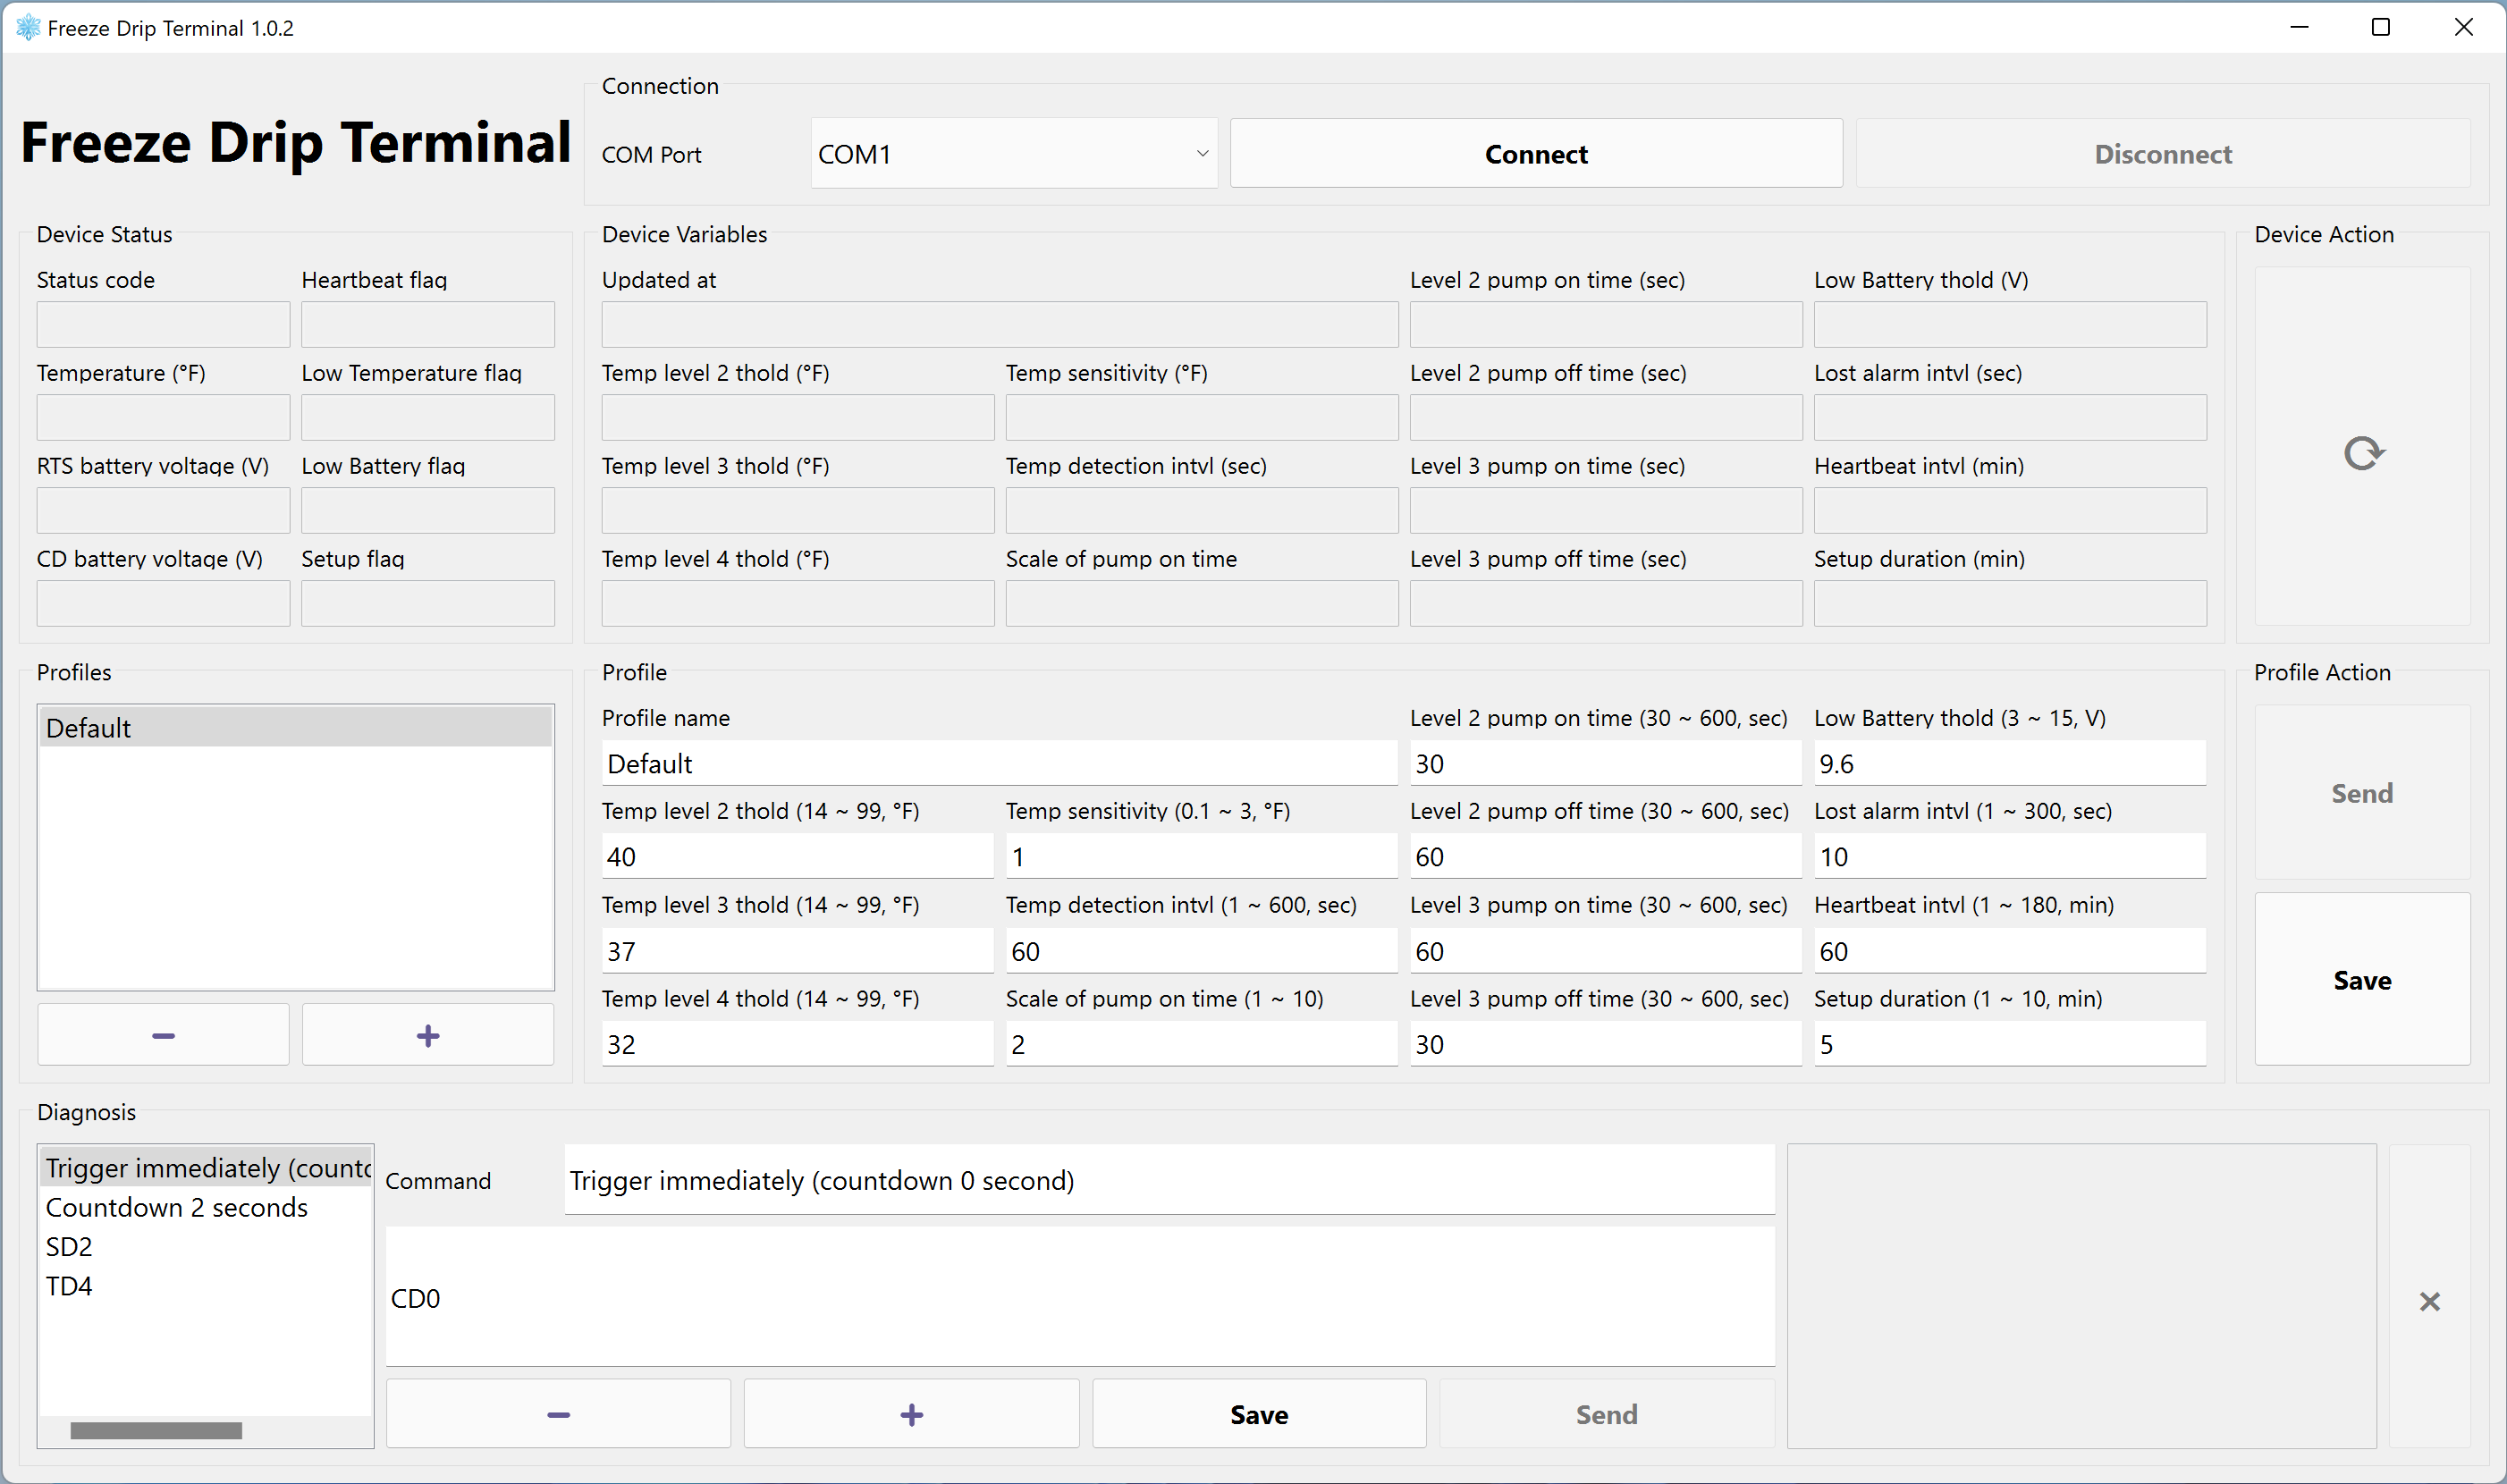 Freeze Drip Terminal 1.0.2
Freeze Drip Terminal
Connection
COM Port
COM1
Connect
Disconnect
Device Status
Status code
Heartbeat flag
Temperature (°F)
Low Temperature flag
RTS battery voltage (V)
Low Battery flag
CD battery voltage (V)
Setup flag
Device Variables
Updated at
Level 2 pump on time (sec)
Low Battery thold (V)
Temp level 2 thold (°F)
Temp sensitivity (°F)
Level 2 pump off time (sec)
Lost alarm intvl (sec)
Temp level 3 thold (°F)
Temp detection intvl (sec)
Level 3 pump on time (sec)
Heartbeat intvl (min)
Temp level 4 thold (°F)
Scale of pump on time
Level 3 pump off time (sec)
Setup duration (min)
Device Action
Profiles
Default
Profile
Profile name
Level 2 pump on time (30 ~ 600, sec)
Low Battery thold (3 ~ 15, V)
Default
30
9.6
Temp level 2 thold (14 ~ 99, °F)
Temp sensitivity (0.1 ~ 3, °F)
Level 2 pump off time (30 ~ 600, sec)
Lost alarm intvl (1 ~ 300, sec)
40
1
60
10
Temp level 3 thold (14 ~ 99, °F)
Temp detection intvl (1 ~ 600, sec)
Level 3 pump on time (30 ~ 600, sec)
Heartbeat intvl (1 ~ 180, min)
37
60
60
60
Temp level 4 thold (14 ~ 99, °F)
Scale of pump on time (1 ~ 10)
Level 3 pump off time (30 ~ 600, sec)
Setup duration (1 ~ 10, min)
32
2
30
5
Profile Action
Send
Save
Diagnosis
Trigger immediately (countd
Countdown 2 seconds
SD2
TD4
Command
Trigger immediately (countdown 0 second)
CD0
Save
Send